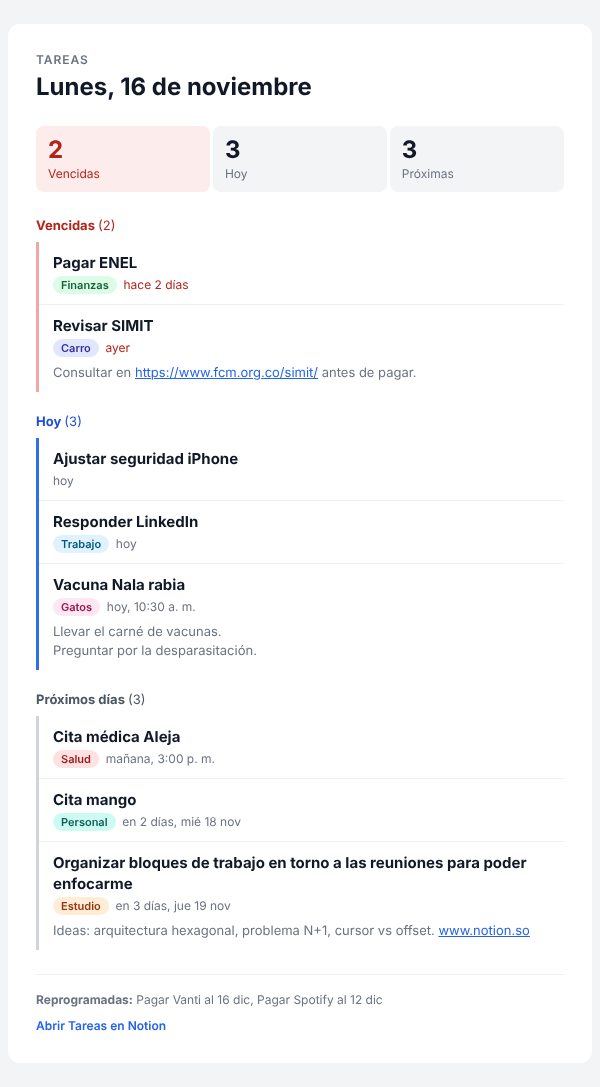 TAREAS
Lunes, 16 de noviembre
2
Vencidas
3
Hoy
3
Próximas
Vencidas (2)
Pagar ENEL
Finanzas hace 2 días
Revisar SIMIT
Carro ayer
Consultar en https://www.fcm.org.co/simit/ antes de pagar.
Hoy (3)
Ajustar seguridad iPhone
hoy
Responder LinkedIn
Trabajo hoy
Vacuna Nala rabia
Gatos hoy, 10:30 a. m.
Llevar el carné de vacunas.
Preguntar por la desparasitación.
Próximos días (3)
Cita médica Aleja
Salud mañana, 3:00 p. m.
Cita mango
Personal en 2 días, mié 18 nov
Organizar bloques de trabajo en torno a las reuniones para poder
enfocarme
Estudio en 3 días, jue 19 nov
Ideas: arquitectura hexagonal, problema N+1, cursor vs offset. www.notion.so
Reprogramadas: Pagar Vanti al 16 dic, Pagar Spotify al 12 dic
Abrir Tareas en Notion